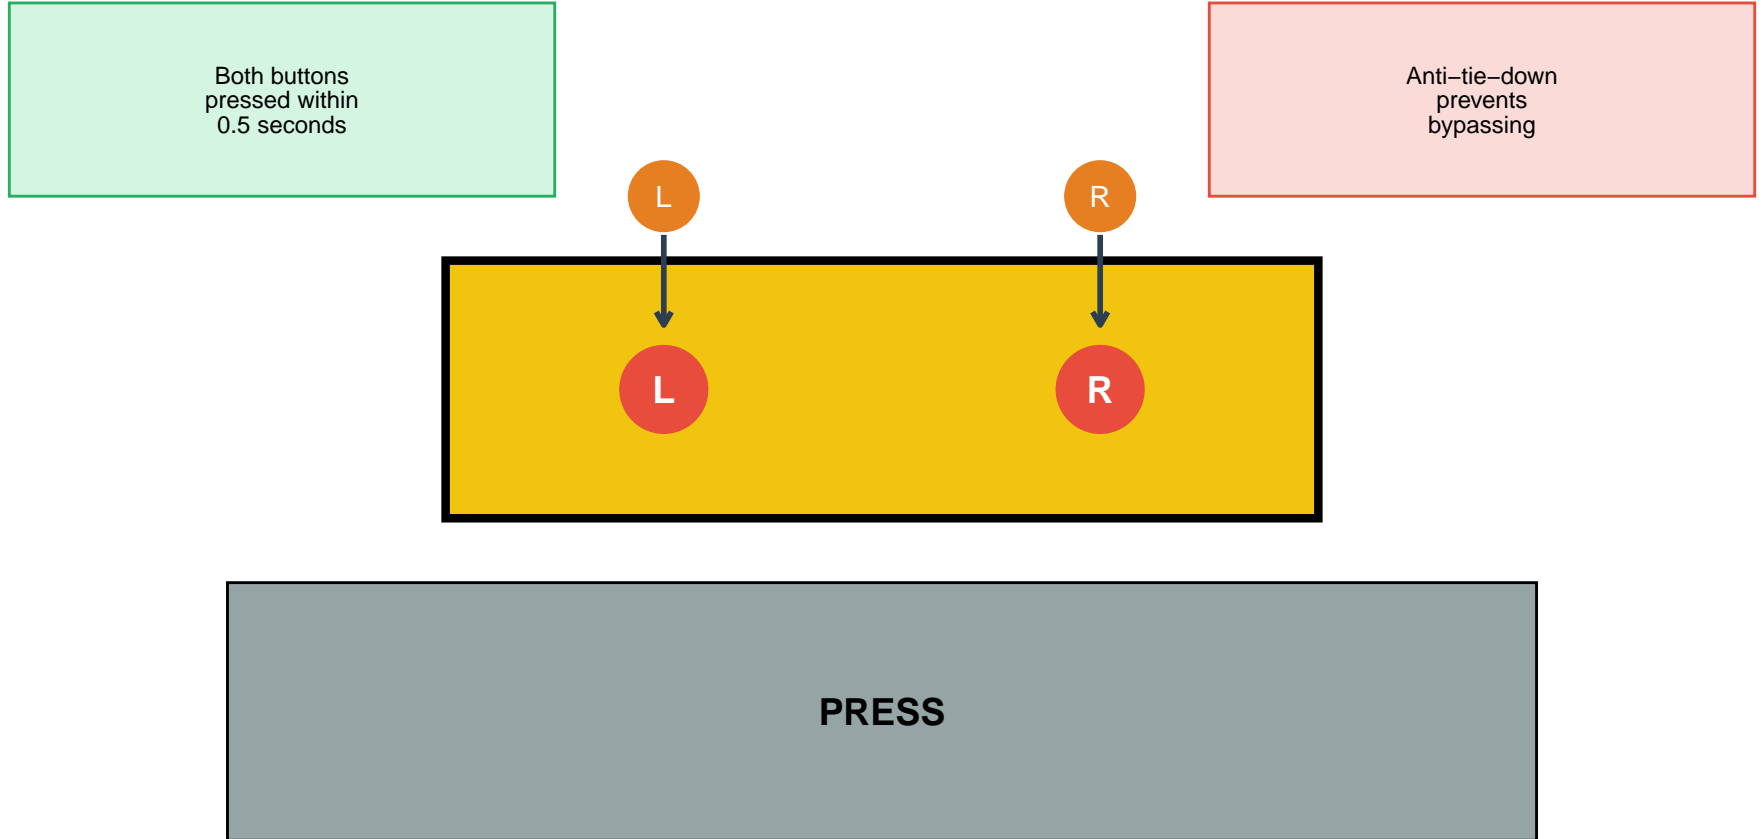 Both buttons
pressed within
0.5 seconds
Anti−tie−down
prevents
bypassing
L
R
L
R
PRESS